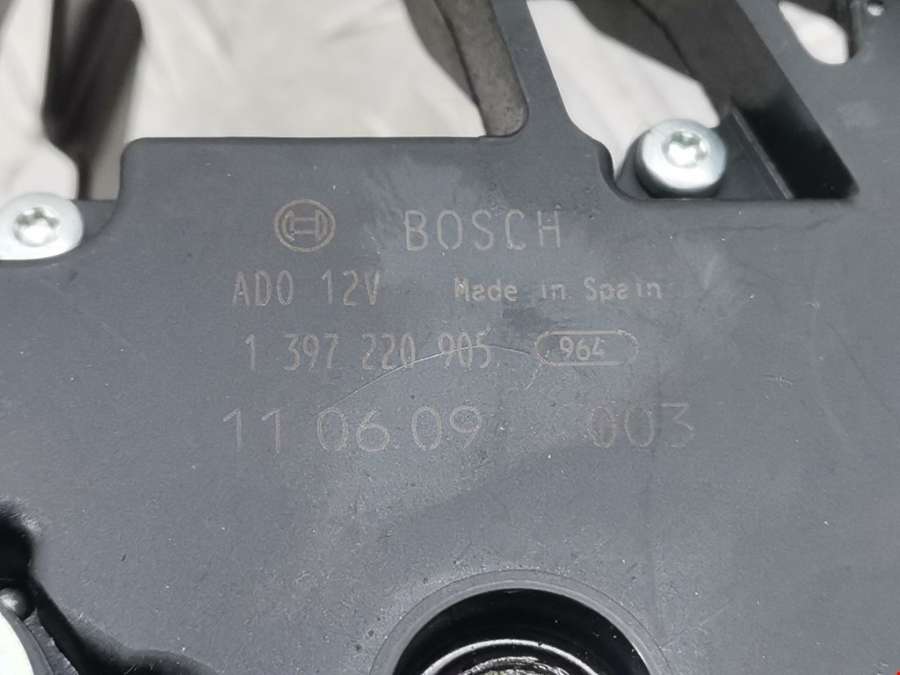 BOSCH
ADO 12V Made in Spain
1 397 220 905 964
11 06 09 003